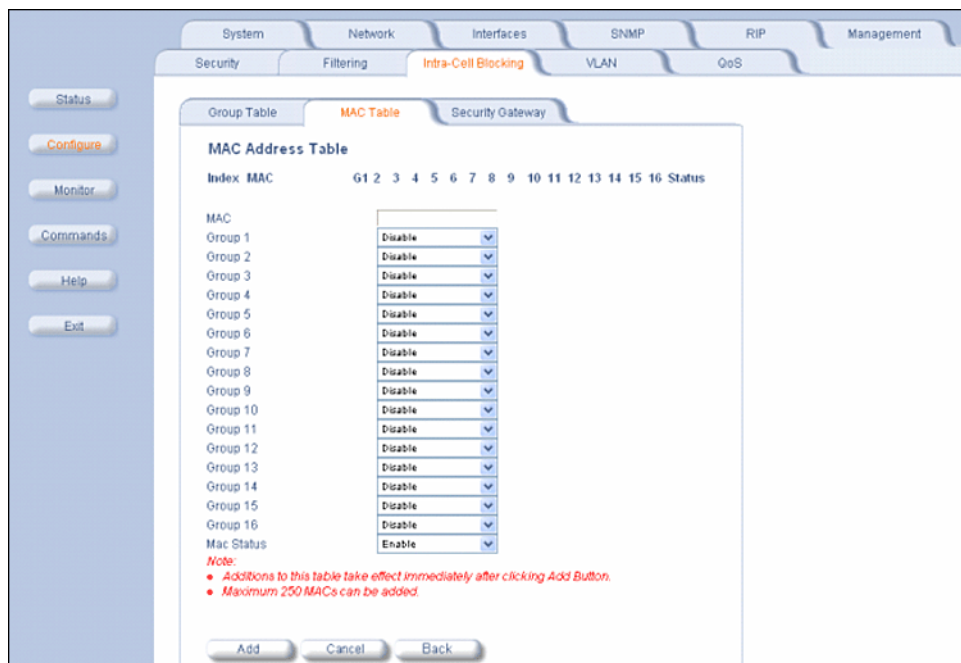 System Network Interfaces SNMP RIP Management
Security Filtering Intra-Cell Blocking VLAN QoS
Status
Configure
Monitor
Commands
Help
Exit
Group Table MAC Table Security Gateway
MAC Address Table
Index MAC G1 2 3 4 5 6 7 8 9 10 11 12 13 14 15 16 Status
MAC
Group 1 Disable
Group 2 Disable
Group 3 Disable
Group 4 Disable
Group 5 Disable
Group 6 Disable
Group 7 Disable
Group 8 Disable
Group 9 Disable
Group 10 Disable
Group 11 Disable
Group 12 Disable
Group 13 Disable
Group 14 Disable
Group 15 Disable
Group 16 Disable
Mac Status Enable
Note:
• Additions to this table take effect immediately after clicking Add Button.
• Maximum 250 MACs can be added.
Add Cancel Back